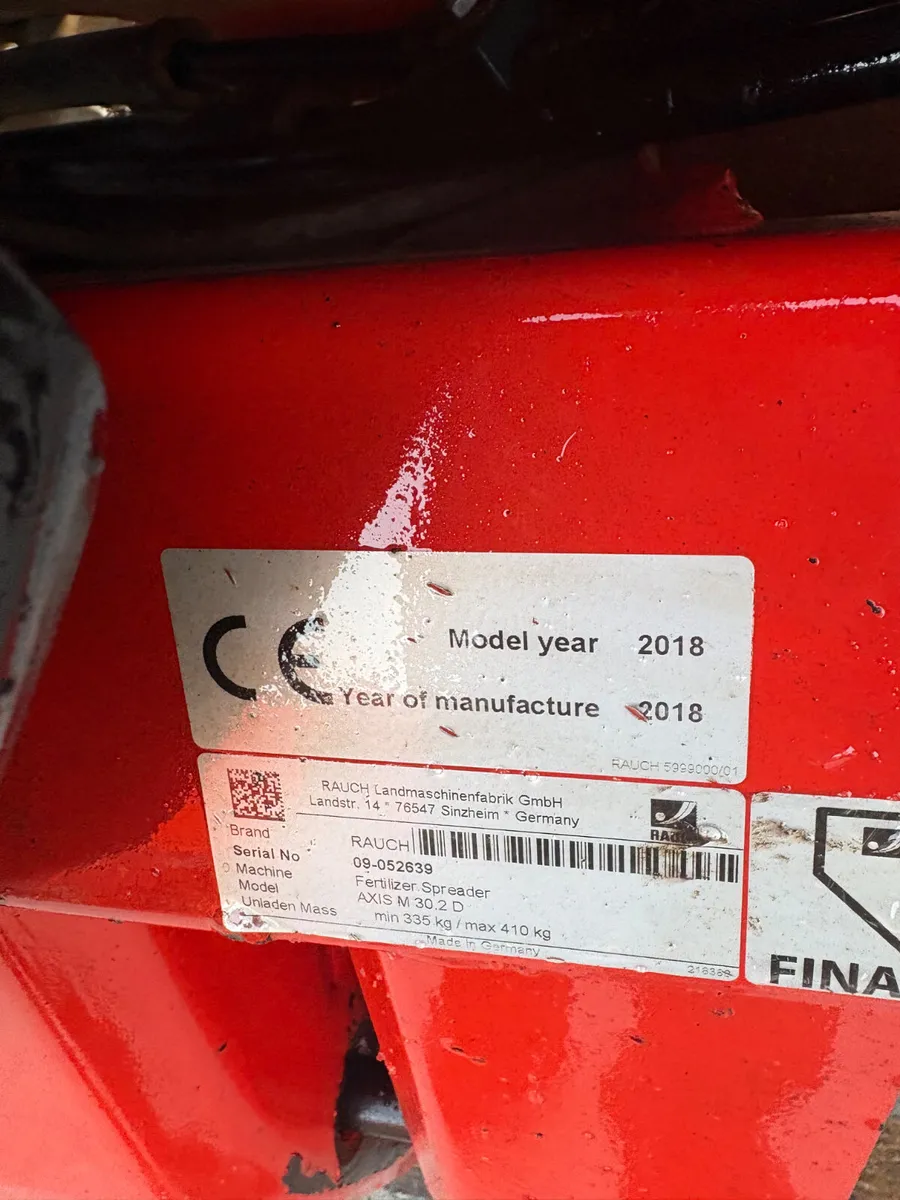 CE
Model year 2018
Year of manufacture 2018
RAUCH 5999000/01
RAUCH Landmaschinenfabrik GmbH
Landstr. 14 * 76547 Sinzheim * Germany
Brand RAUCH
Serial No 09-052639
Machine Fertilizer Spreader
Model AXIS M 30.2 D
Unladen Mass min 335 kg / max 410 kg
Made in Germany
218369
FINA